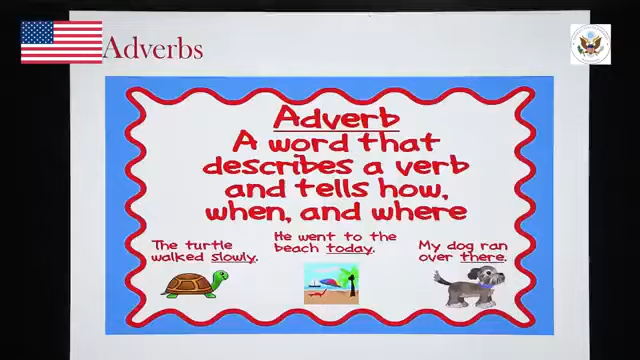 Adverbs
Adverb
A word that
describes a verb
and tells how,
when, and where
The turtle
walked slowly.
He went to the
beach today.
My dog ran
over there.